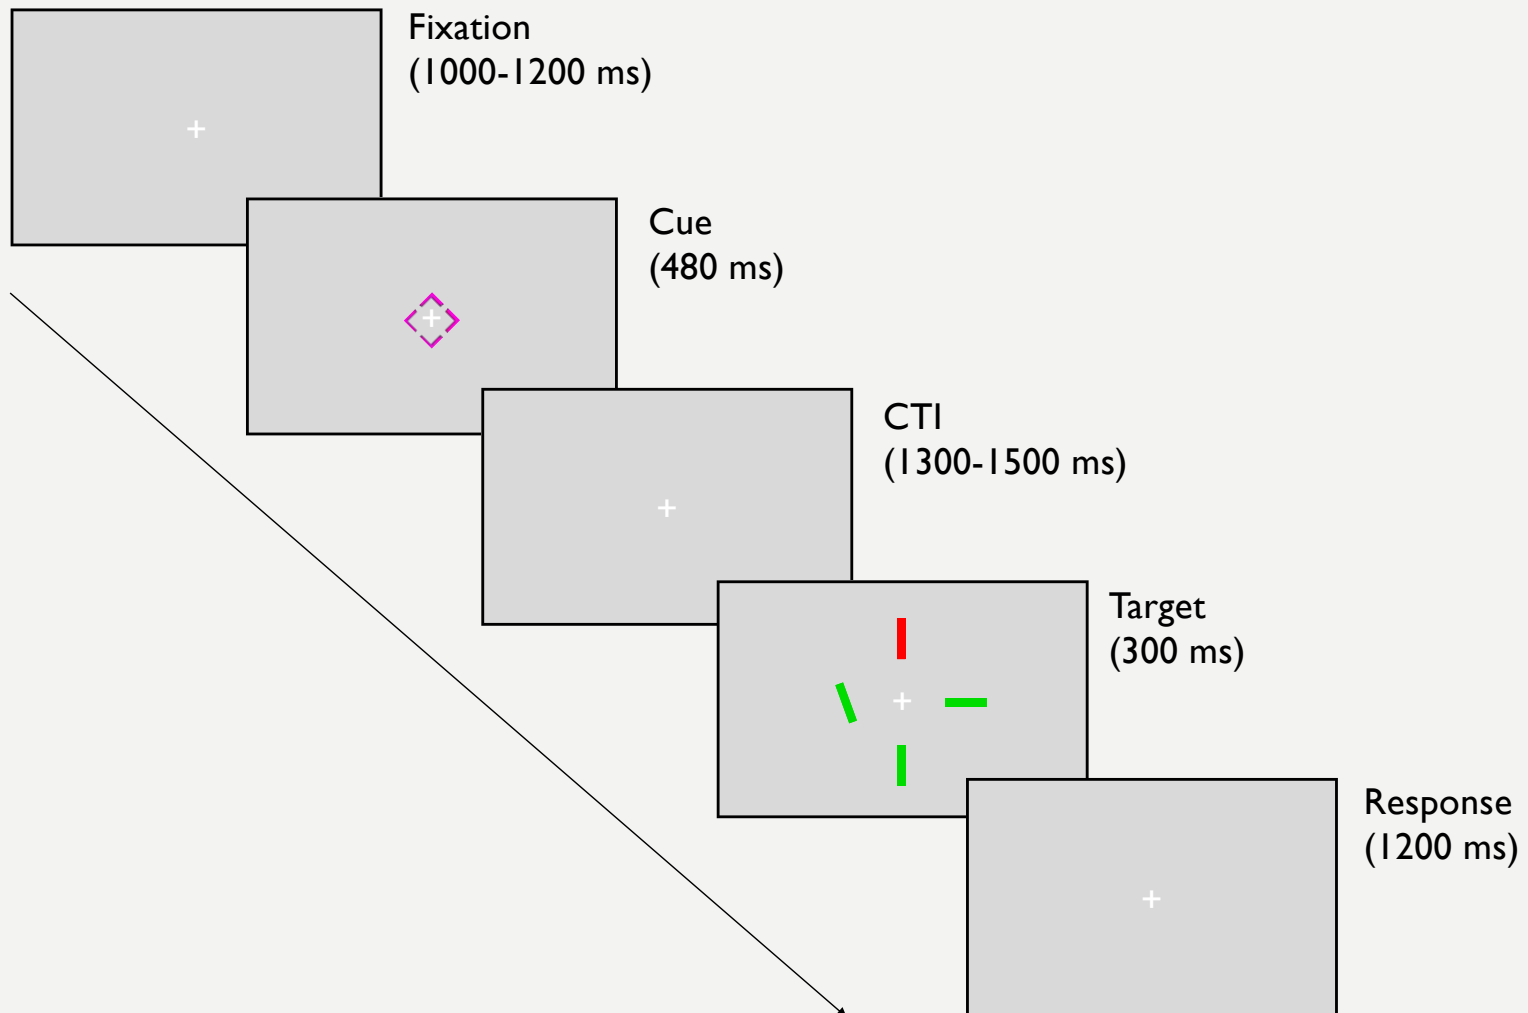 Fixation
(1000-1200 ms)
Cue
(480 ms)
CTI
(1300-1500 ms)
Target
(300 ms)
Response
(1200 ms)